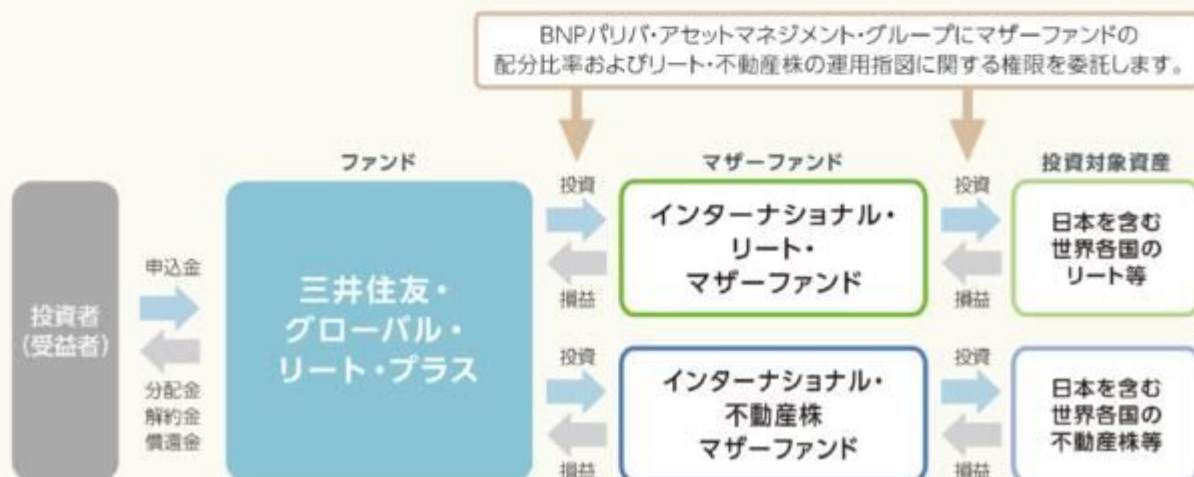 BNPパリバ・アセットマネジメント・グループにマザーファンドの
配分比率およびリート・不動産株の運用指図に関する権限を委託します。
ファンド
マザーファンド
投資対象資産
投資者
(受益者)
申込金
分配金
解約金
償還金
三井住友・
グローバル・
リート・プラス
投資
損益
インターナショナル・
リート・
マザーファンド
投資
損益
日本を含む
世界各国の
リート等
投資
損益
インターナショナル・
不動産株
マザーファンド
投資
損益
日本を含む
世界各国の
不動産株等